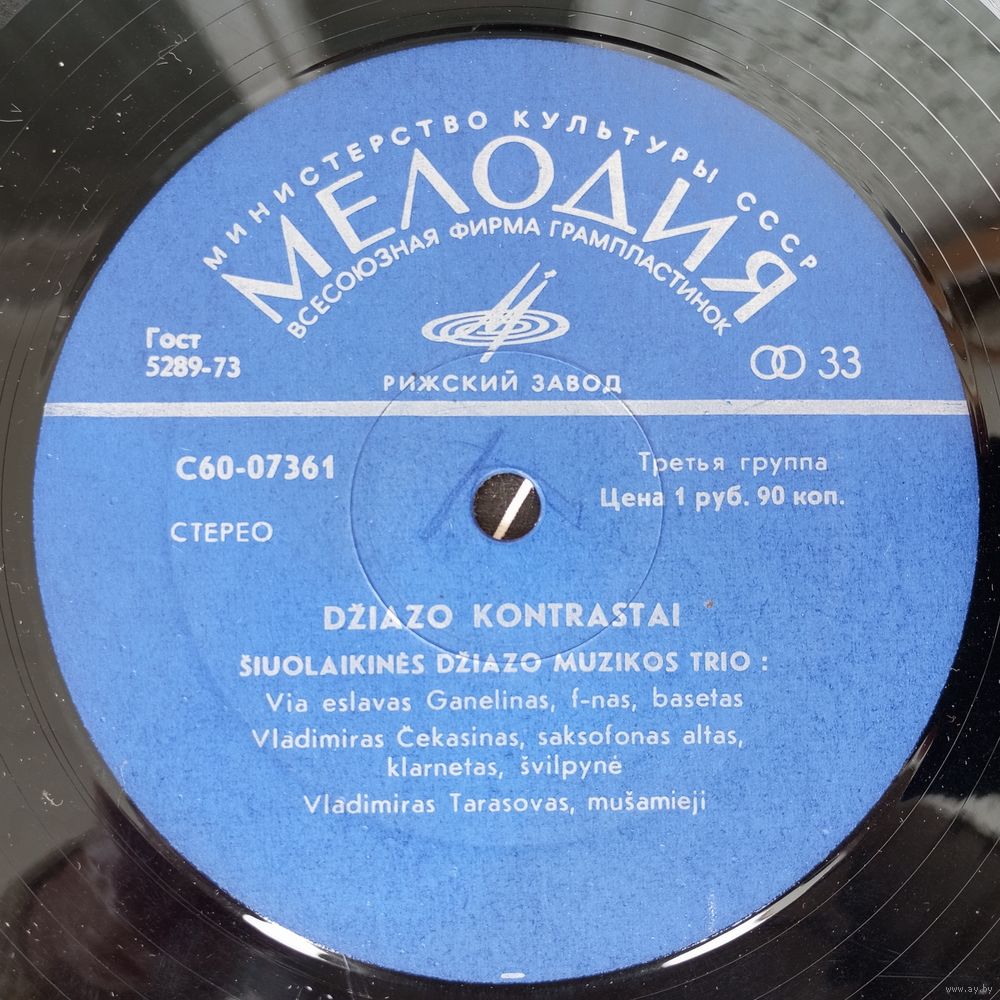 МИНИСТЕРСТВО КУЛЬТУРЫ СССР
МЕЛОДИЯ
ВСЕСОЮЗНАЯ ФИРМА ГРАМПЛАСТИНОК
Гост
5289-73
33
РИЖСКИЙ ЗАВОД
С60-07361
Третья группа
Цена 1 руб. 90 коп.
СТЕРЕО
DŽIAZO KONTRASTAI
ŠIUOLAIKINĖS DŽIAZO MUZIKOS TRIO :
Via eslavas Ganelinas, f-nas, basetas
Vladimiras Čekasinas, saksofonas altas,
klarnetas, švilpynė
Vladimiras Tarasovas, mušamieji
www.ay.by